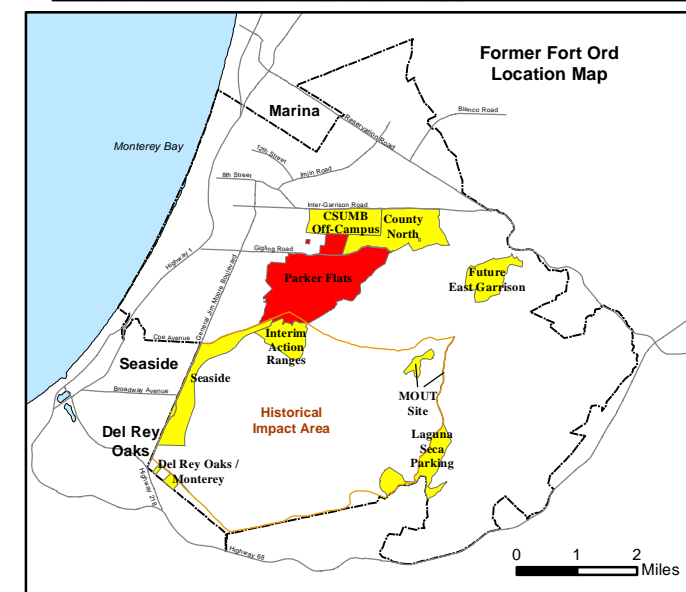 Former Fort Ord
Location Map
Marina
Blanco Road
Reservation Road
Monterey Bay
12th Street
Imjin Road
8th Street
Inter-Garrison Road
CSUMB
Off-Campus
County
North
Gigling Road
Highway 1
General Jim Moore Boulevard
Parker Flats
Future
East Garrison
Coe Avenue
Interim
Action
Ranges
Seaside
Seaside
Broadway Avenue
MOUT
Site
Historical
Impact Area
Del Rey
Oaks
Laguna
Seca
Parking
Del Rey Oaks /
Monterey
Highway 218
Highway 68
0 1 2
Miles